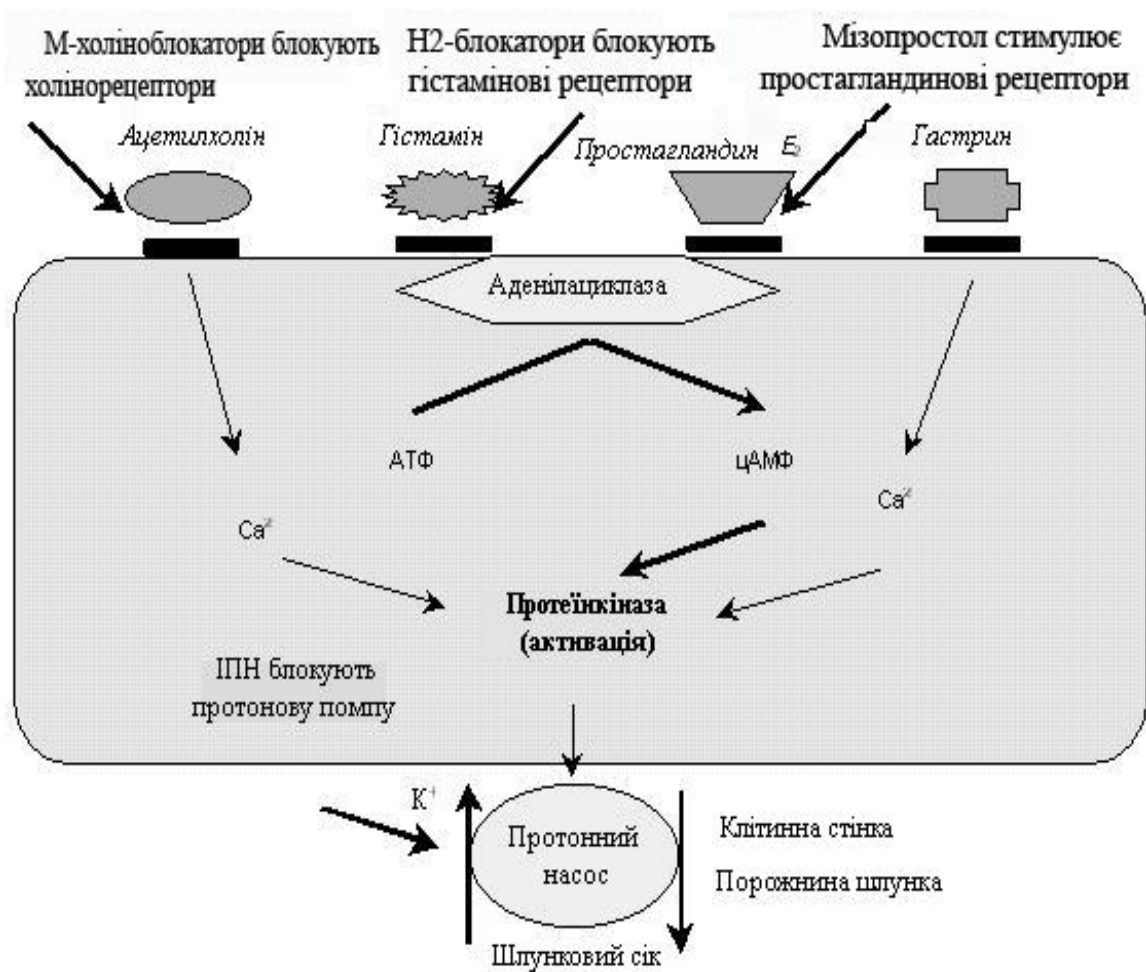 М-холіноблокатори блокують
холінорецептори
Н2-блокатори блокують
гістамінові рецептори
Мізопростол стимулює
простагландинові рецептори
Ацетилхолін
Гістамін
Простагландин E₂
Гастрин
Аденілациклаза
АТФ
цАМФ
Ca²
Ca²
Протеїнкіназа
(активація)
ІПН блокують
протонову помпу
К⁺
Протонний
насос
Клітинна стінка
Порожнина шлунка
Шлунковий сік